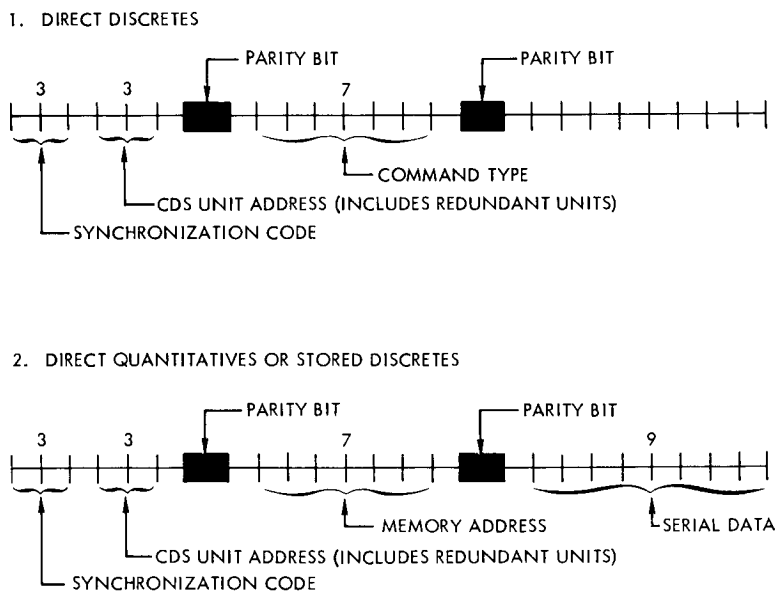 1. DIRECT DISCRETES
PARITY BIT PARITY BIT
3 3 7
COMMAND TYPE
CDS UNIT ADDRESS (INCLUDES REDUNDANT UNITS)
SYNCHRONIZATION CODE
2. DIRECT QUANTITATIVES OR STORED DISCRETES
PARITY BIT PARITY BIT
3 3 7 9
MEMORY ADDRESS SERIAL DATA
CDS UNIT ADDRESS (INCLUDES REDUNDANT UNITS)
SYNCHRONIZATION CODE